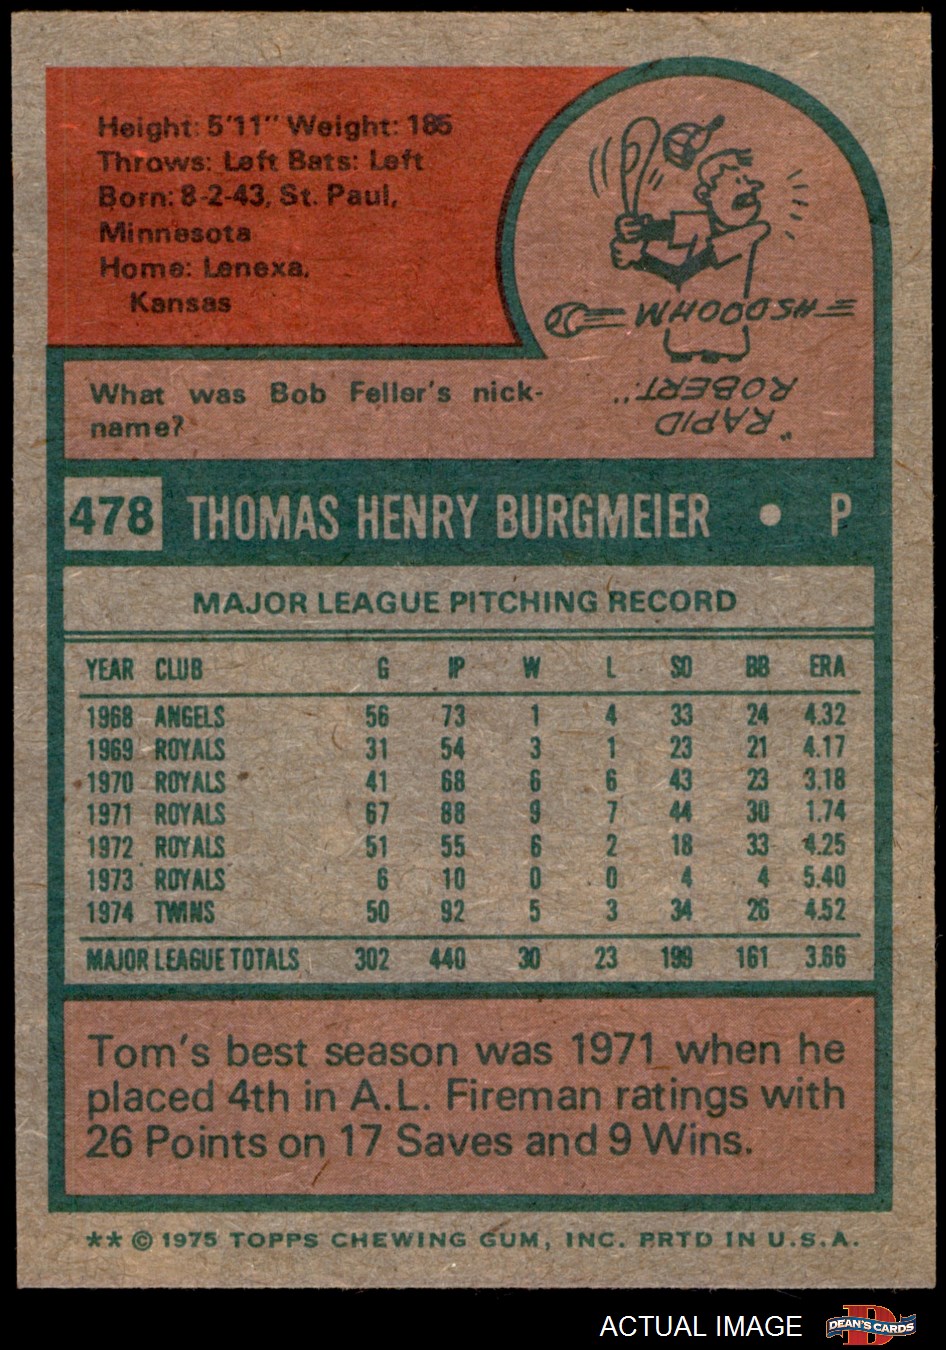 Height: 5'11" Weight: 185
Throws: Left Bats: Left
Born: 8-2-43, St. Paul,
Minnesota
Home: Lenexa,
Kansas
WHOOOOSH
What was Bob Feller's nick-
name?
"RAPID
ROBERT".
478 THOMAS HENRY BURGMEIER • P
MAJOR LEAGUE PITCHING RECORD
YEAR CLUB G IP W L SO BB ERA
1968 ANGELS 56 73 1 4 33 24 4.32
1969 ROYALS 31 54 3 1 23 21 4.17
1970 ROYALS 41 68 6 6 43 23 3.18
1971 ROYALS 67 88 9 7 44 30 1.74
1972 ROYALS 51 55 6 2 18 33 4.25
1973 ROYALS 6 10 0 0 4 4 5.40
1974 TWINS 50 92 5 3 34 26 4.52
MAJOR LEAGUE TOTALS 302 440 30 23 199 161 3.66
Tom's best season was 1971 when he
placed 4th in A.L. Fireman ratings with
26 Points on 17 Saves and 9 Wins.
** © 1975 TOPPS CHEWING GUM, INC. PRTD IN U.S.A.
ACTUAL IMAGE
D
DEAN'S CARDS